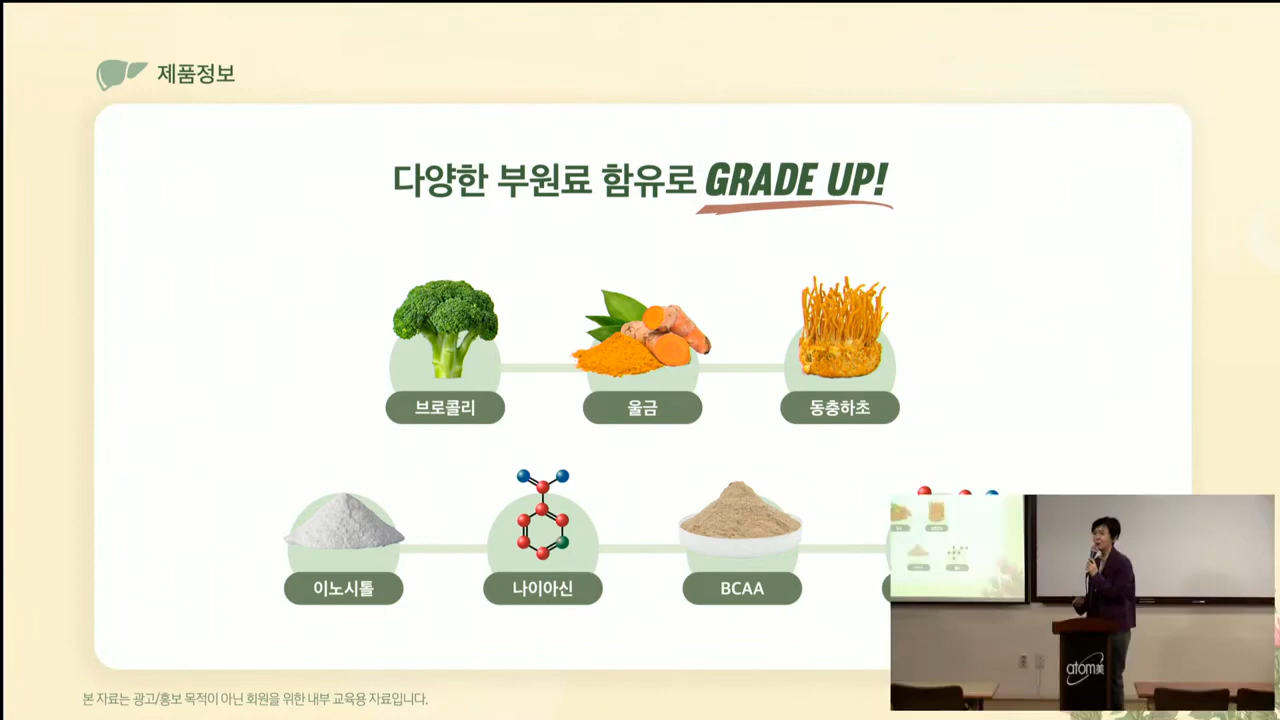 제품정보
다양한 부원료 함유로 GRADE UP!
브로콜리
울금
동충하초
이노시톨
나이아신
BCAA
atom美
본 자료는 광고/홍보 목적이 아닌 회원을 위한 내부 교육용 자료입니다.